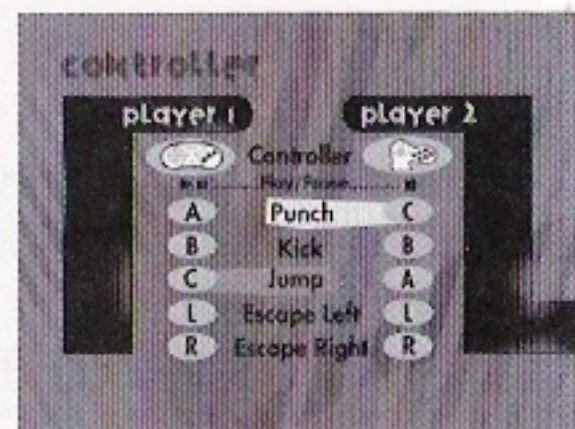 controller
player 1 player 2
Controller
Play/Pause
A Punch C
B Kick B
C Jump A
L Escape Left L
R Escape Right R